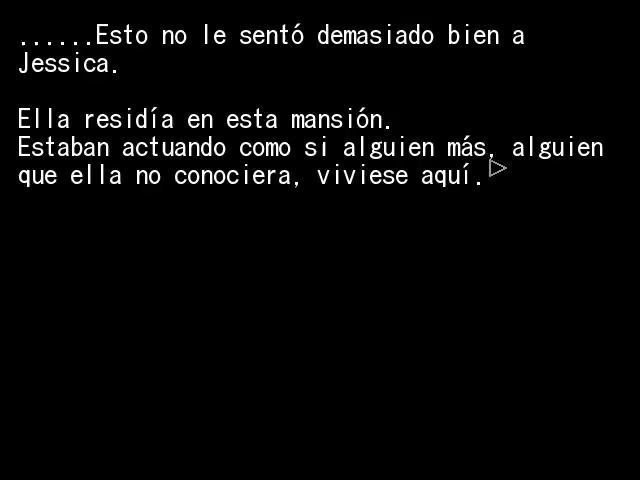 ......Esto no le sentó demasiado bien a
Jessica.
Ella residía en esta mansión.
Estaban actuando como si alguien más, alguien
que ella no conociera, viviese aquí.